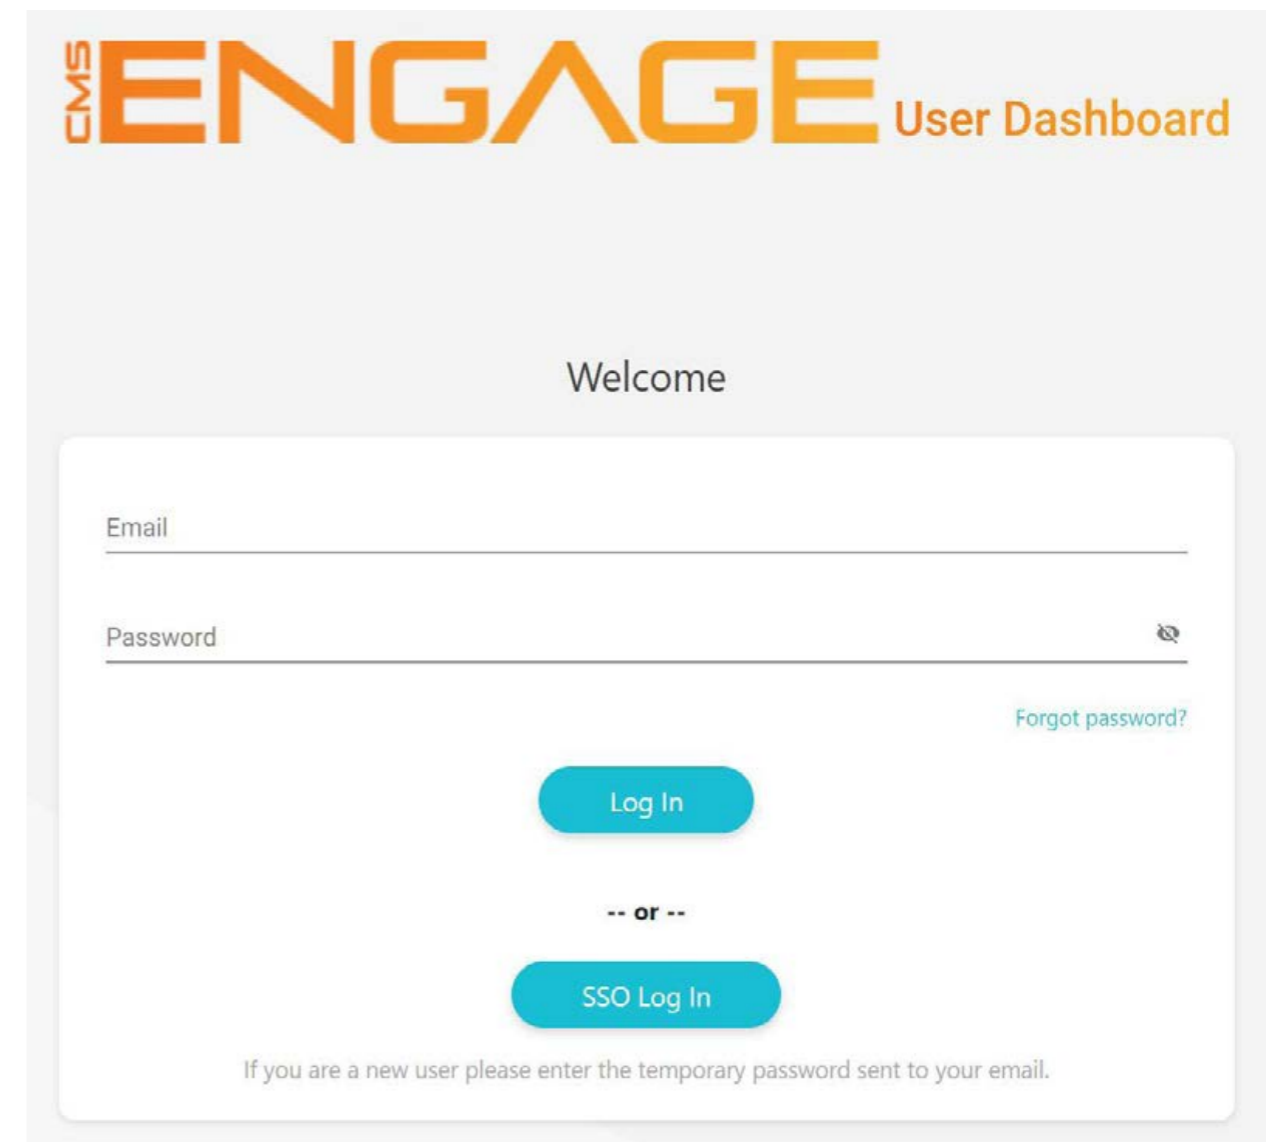 CMS ENGAGE User Dashboard
Welcome
Email
Password
Forgot password?
Log In
-- or --
SSO Log In
If you are a new user please enter the temporary password sent to your email.